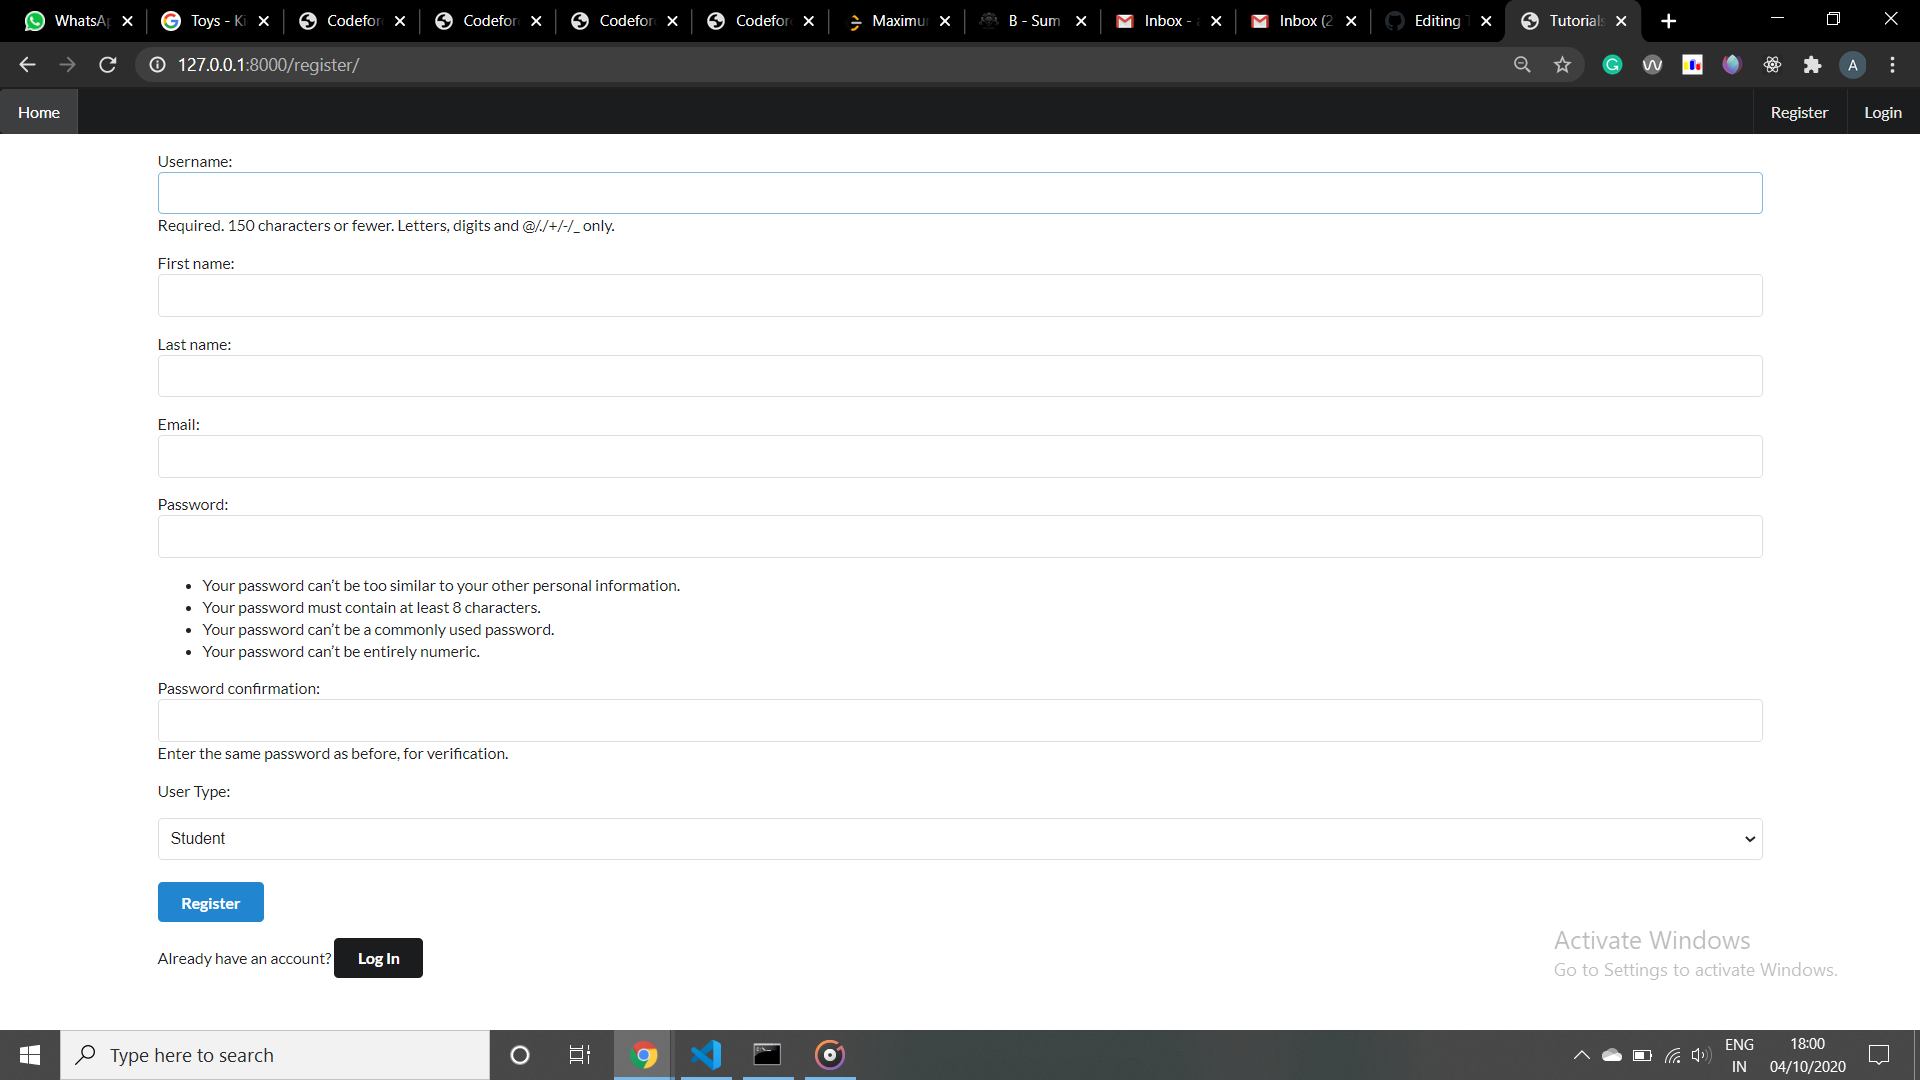 WhatsAp
Toys - Ki
Codefor
Codefor
Codefor
Codefor
Maximu
B - Sum
Inbox -
Inbox (2
Editing T
Tutorials
127.0.0.1:8000/register/
A
Home
Register
Login
Username:
Required. 150 characters or fewer. Letters, digits and @/./+/-/_ only.
First name:
Last name:
Email:
Password:
• Your password can’t be too similar to your other personal information.
• Your password must contain at least 8 characters.
• Your password can’t be a commonly used password.
• Your password can’t be entirely numeric.
Password confirmation:
Enter the same password as before, for verification.
User Type:
Student
Register
Already have an account? Log In
Activate Windows
Go to Settings to activate Windows.
Type here to search
ENG
IN
18:00
04/10/2020